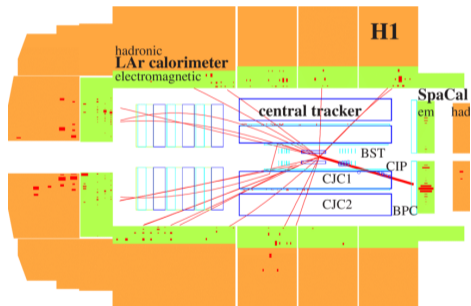 H1
hadronic
LAr calorimeter
electromagnetic
SpaCal
em had
central tracker
BST
CIP
CJC1
CJC2
BPC